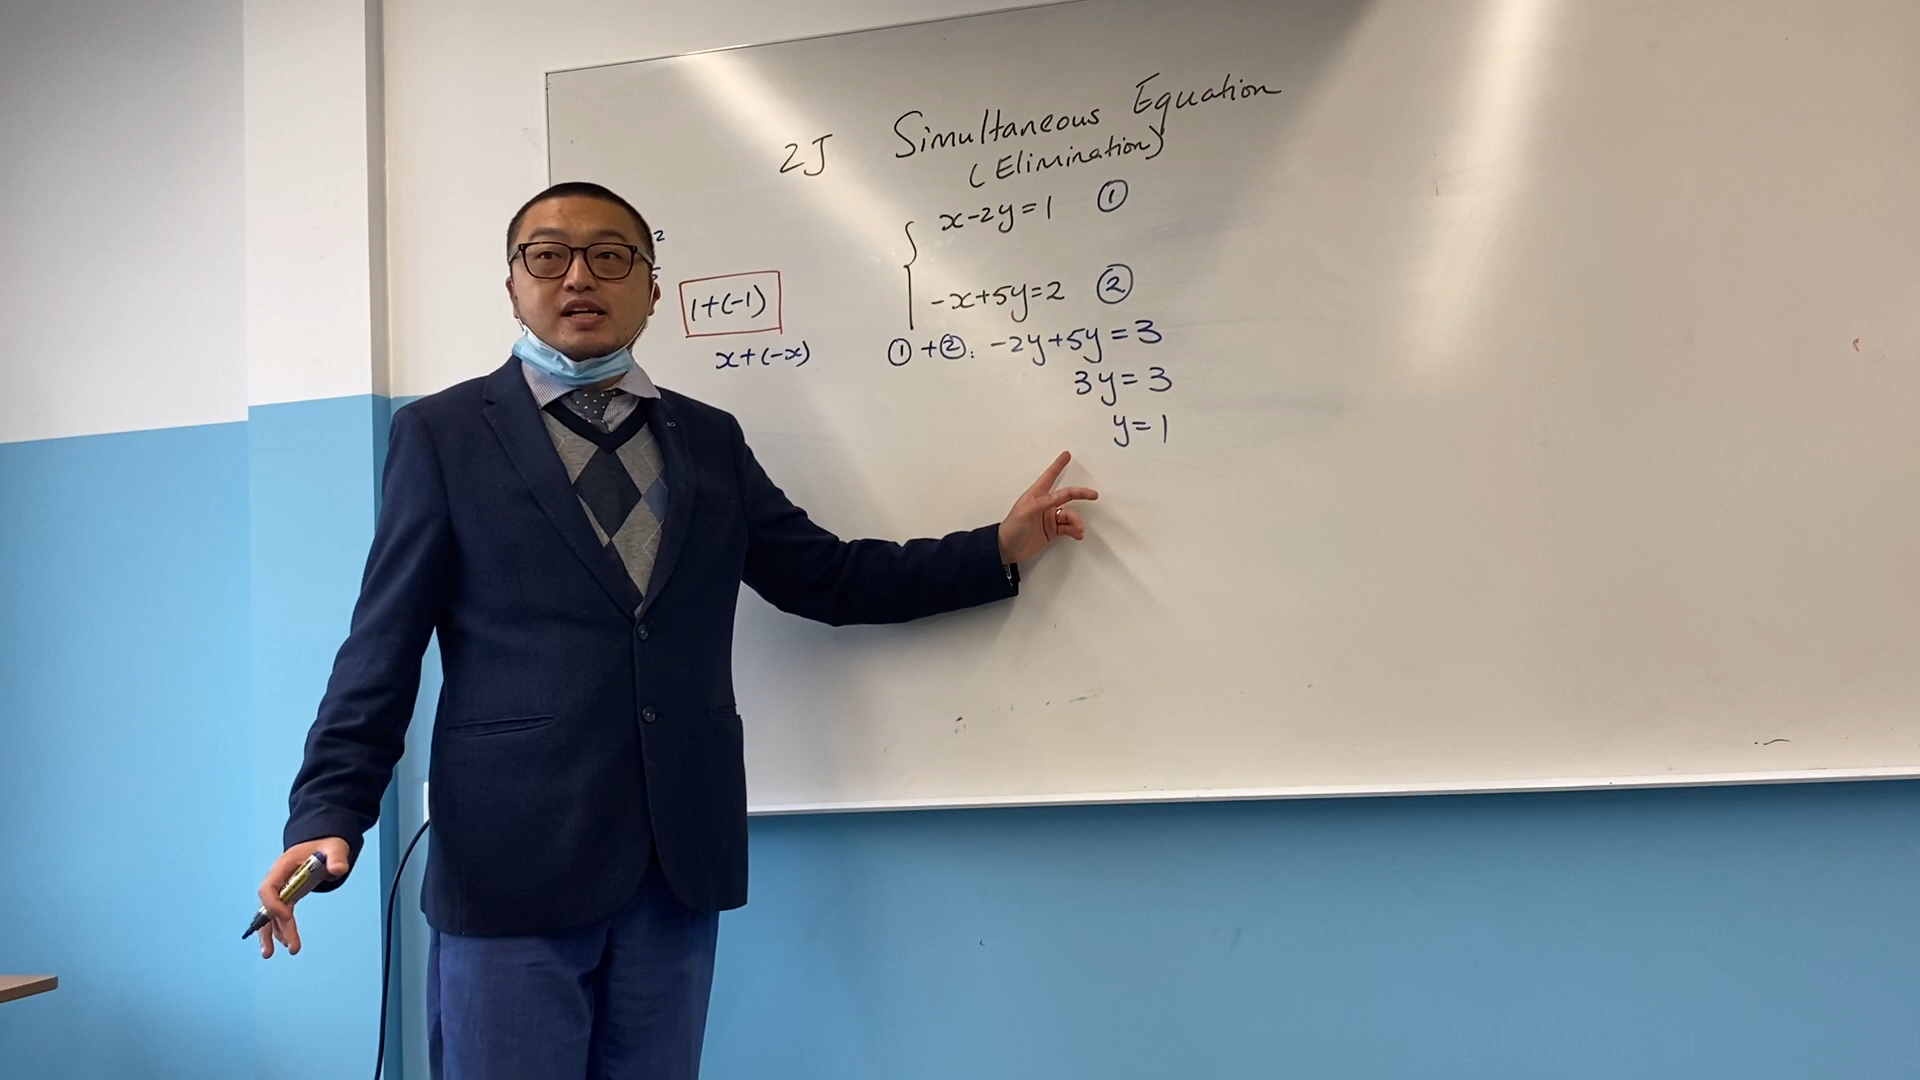 2J Simultaneous Equation
(Elimination)
x-2y=1 ①
-x+5y=2 ②
①+②: -2y+5y=3
3y=3
y=1
2
1+(-1)
x+(-x)